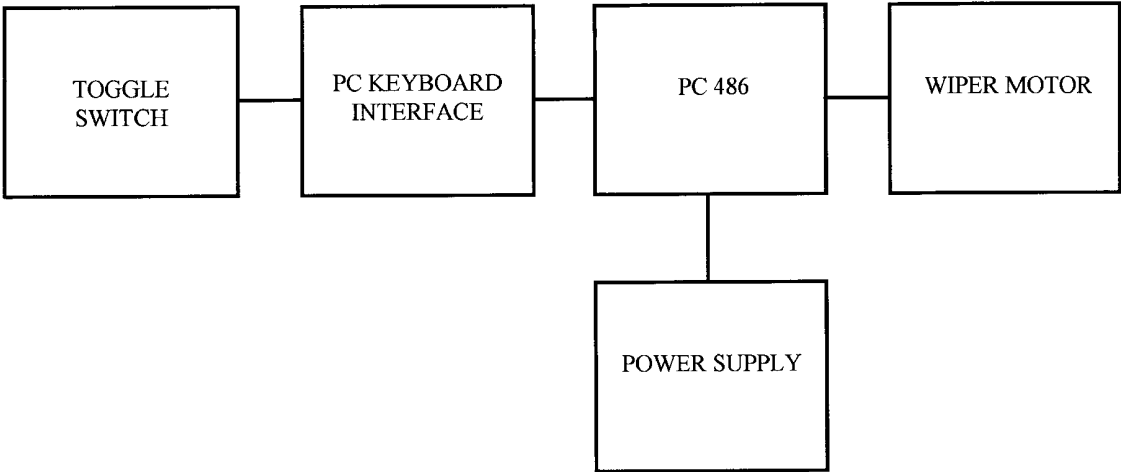 TOGGLE
SWITCH
PC KEYBOARD
INTERFACE
PC 486
WIPER MOTOR
POWER SUPPLY